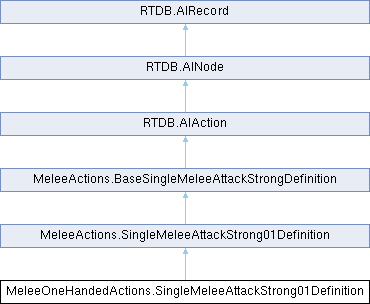 RTDB.AIRecord
RTDB.AINode
RTDB.AIAction
MeleeActions.BaseSingleMeleeAttackStrongDefinition
MeleeActions.SingleMeleeAttackStrong01Definition
MeleeOneHandedActions.SingleMeleeAttackStrong01Definition